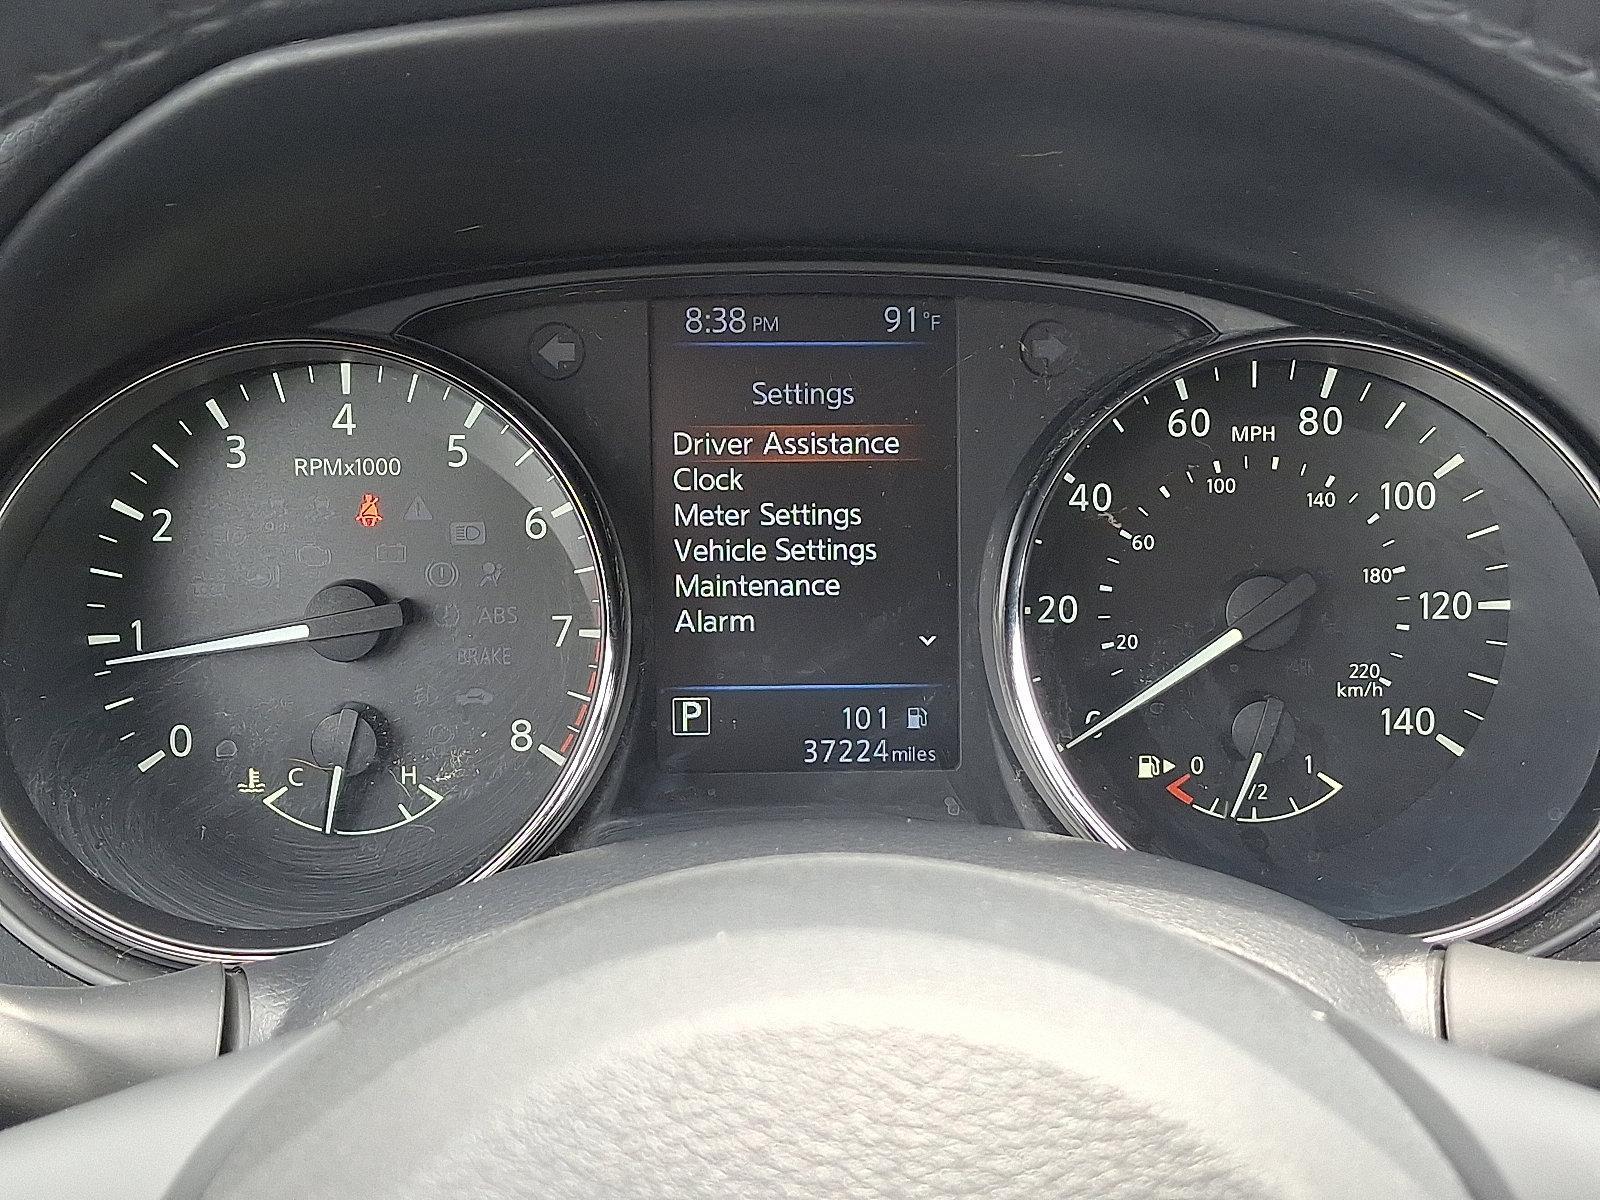 8:38 PM 91°F
Settings
Driver Assistance
Clock
Meter Settings
Vehicle Settings
Maintenance
Alarm
P 101
37224 miles
0 1 2 3 4 5 6 7 8
RPMx1000
ABS
BRAKE
C H
0 20 40 60 80 100 120 140
MPH
20 60 100 140 180 220
km/h
0 1/2 1